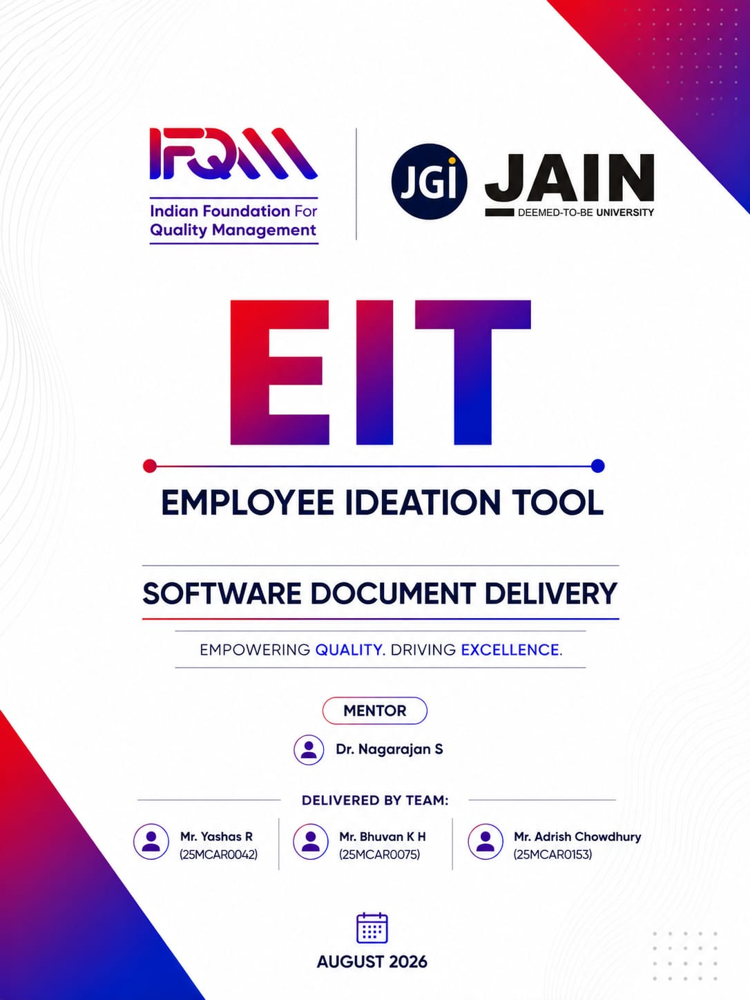 IFQM
Indian Foundation For
Quality Management
JGi
JAIN
DEEMED-TO-BE UNIVERSITY
EIT
EMPLOYEE IDEATION TOOL
SOFTWARE DOCUMENT DELIVERY
EMPOWERING QUALITY. DRIVING EXCELLENCE.
MENTOR
Dr. Nagarajan S
DELIVERED BY TEAM:
Mr. Yashas R
(25MCAR0042)
Mr. Bhuvan K H
(25MCAR0075)
Mr. Adrish Chowdhury
(25MCAR0153)
AUGUST 2026